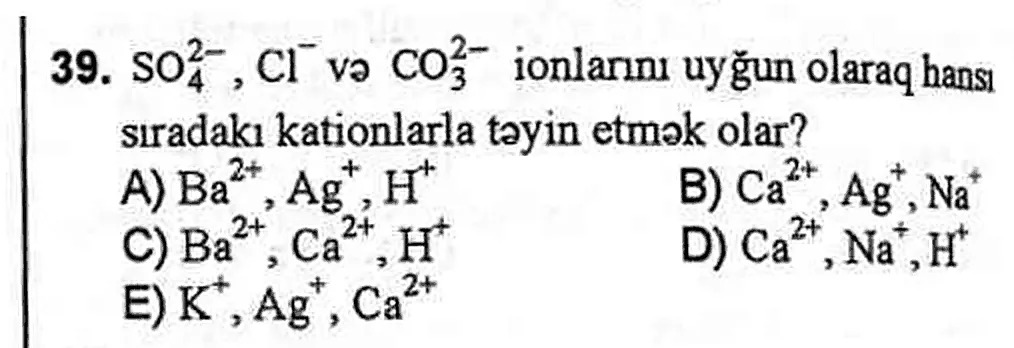 39. SO₄²⁻, Cl⁻ və CO₃²⁻ ionlarını uyğun olaraq hansı
sıradakı kationlarla təyin etmək olar?
A) Ba²⁺, Ag⁺, H⁺ B) Ca²⁺, Ag⁺, Na⁺
C) Ba²⁺, Ca²⁺, H⁺ D) Ca²⁺, Na⁺, H⁺
E) K⁺, Ag⁺, Ca²⁺